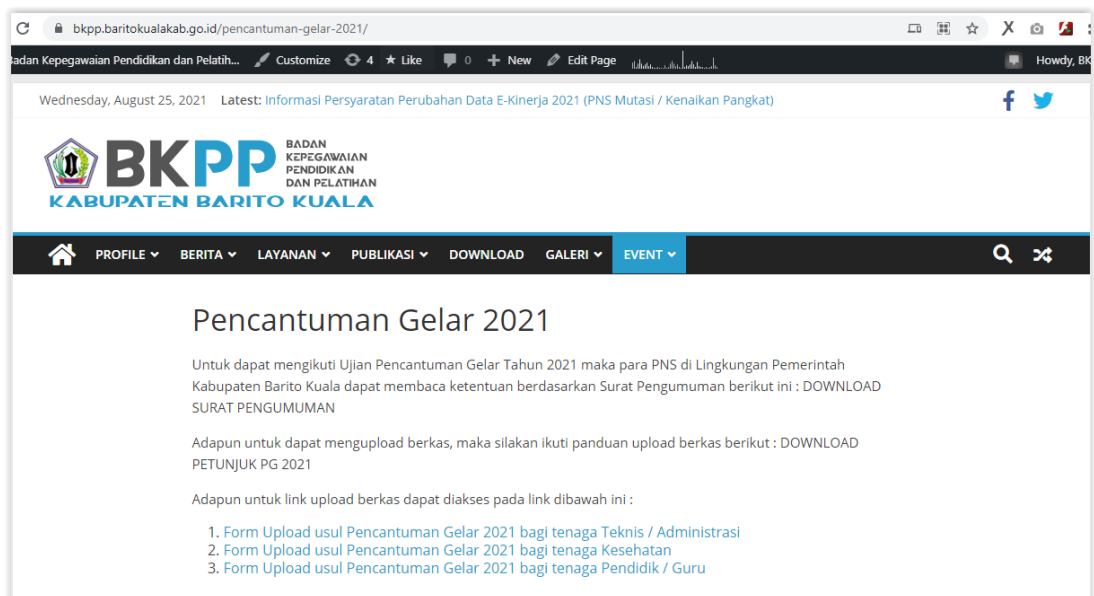 bkpp.baritokualakab.go.id/pencantuman-gelar-2021/
adan Kepegawaian Pendidikan dan Pelatih... Customize 4 Like 0 New Edit Page Howdy, BK
Wednesday, August 25, 2021 Latest: Informasi Persyaratan Perubahan Data E-Kinerja 2021 (PNS Mutasi / Kenaikan Pangkat)
BKPP
BADAN
KEPEGAWAIAN
PENDIDIKAN
DAN PELATIHAN
KABUPATEN BARITO KUALA
PROFILE BERITA LAYANAN PUBLIKASI DOWNLOAD GALERI EVENT
Pencantuman Gelar 2021
Untuk dapat mengikuti Ujian Pencantuman Gelar Tahun 2021 maka para PNS di Lingkungan Pemerintah
Kabupaten Barito Kuala dapat membaca ketentuan berdasarkan Surat Pengumuman berikut ini : DOWNLOAD
SURAT PENGUMUMAN
Adapun untuk dapat mengupload berkas, maka silakan ikuti panduan upload berkas berikut : DOWNLOAD
PETUNJUK PG 2021
Adapun untuk link upload berkas dapat diakses pada link dibawah ini :
1. Form Upload usul Pencantuman Gelar 2021 bagi tenaga Teknis / Administrasi
2. Form Upload usul Pencantuman Gelar 2021 bagi tenaga Kesehatan
3. Form Upload usul Pencantuman Gelar 2021 bagi tenaga Pendidik / Guru